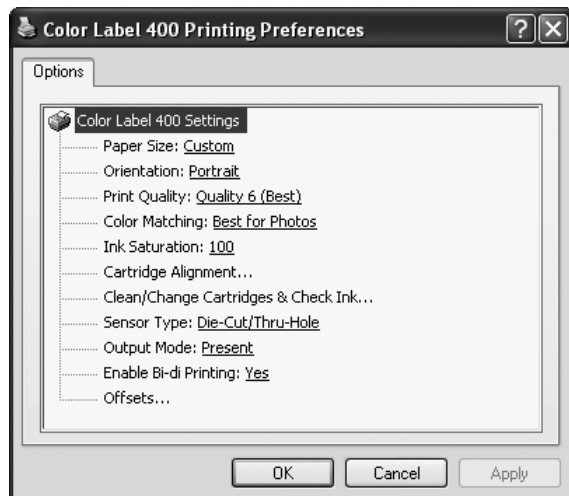 Color Label 400 Printing Preferences
Options
Color Label 400 Settings
Paper Size: Custom
Orientation: Portrait
Print Quality: Quality 6 (Best)
Color Matching: Best for Photos
Ink Saturation: 100
Cartridge Alignment...
Clean/Change Cartridges & Check Ink...
Sensor Type: Die-Cut/Thru-Hole
Output Mode: Present
Enable Bi-di Printing: Yes
Offsets...
OK Cancel Apply